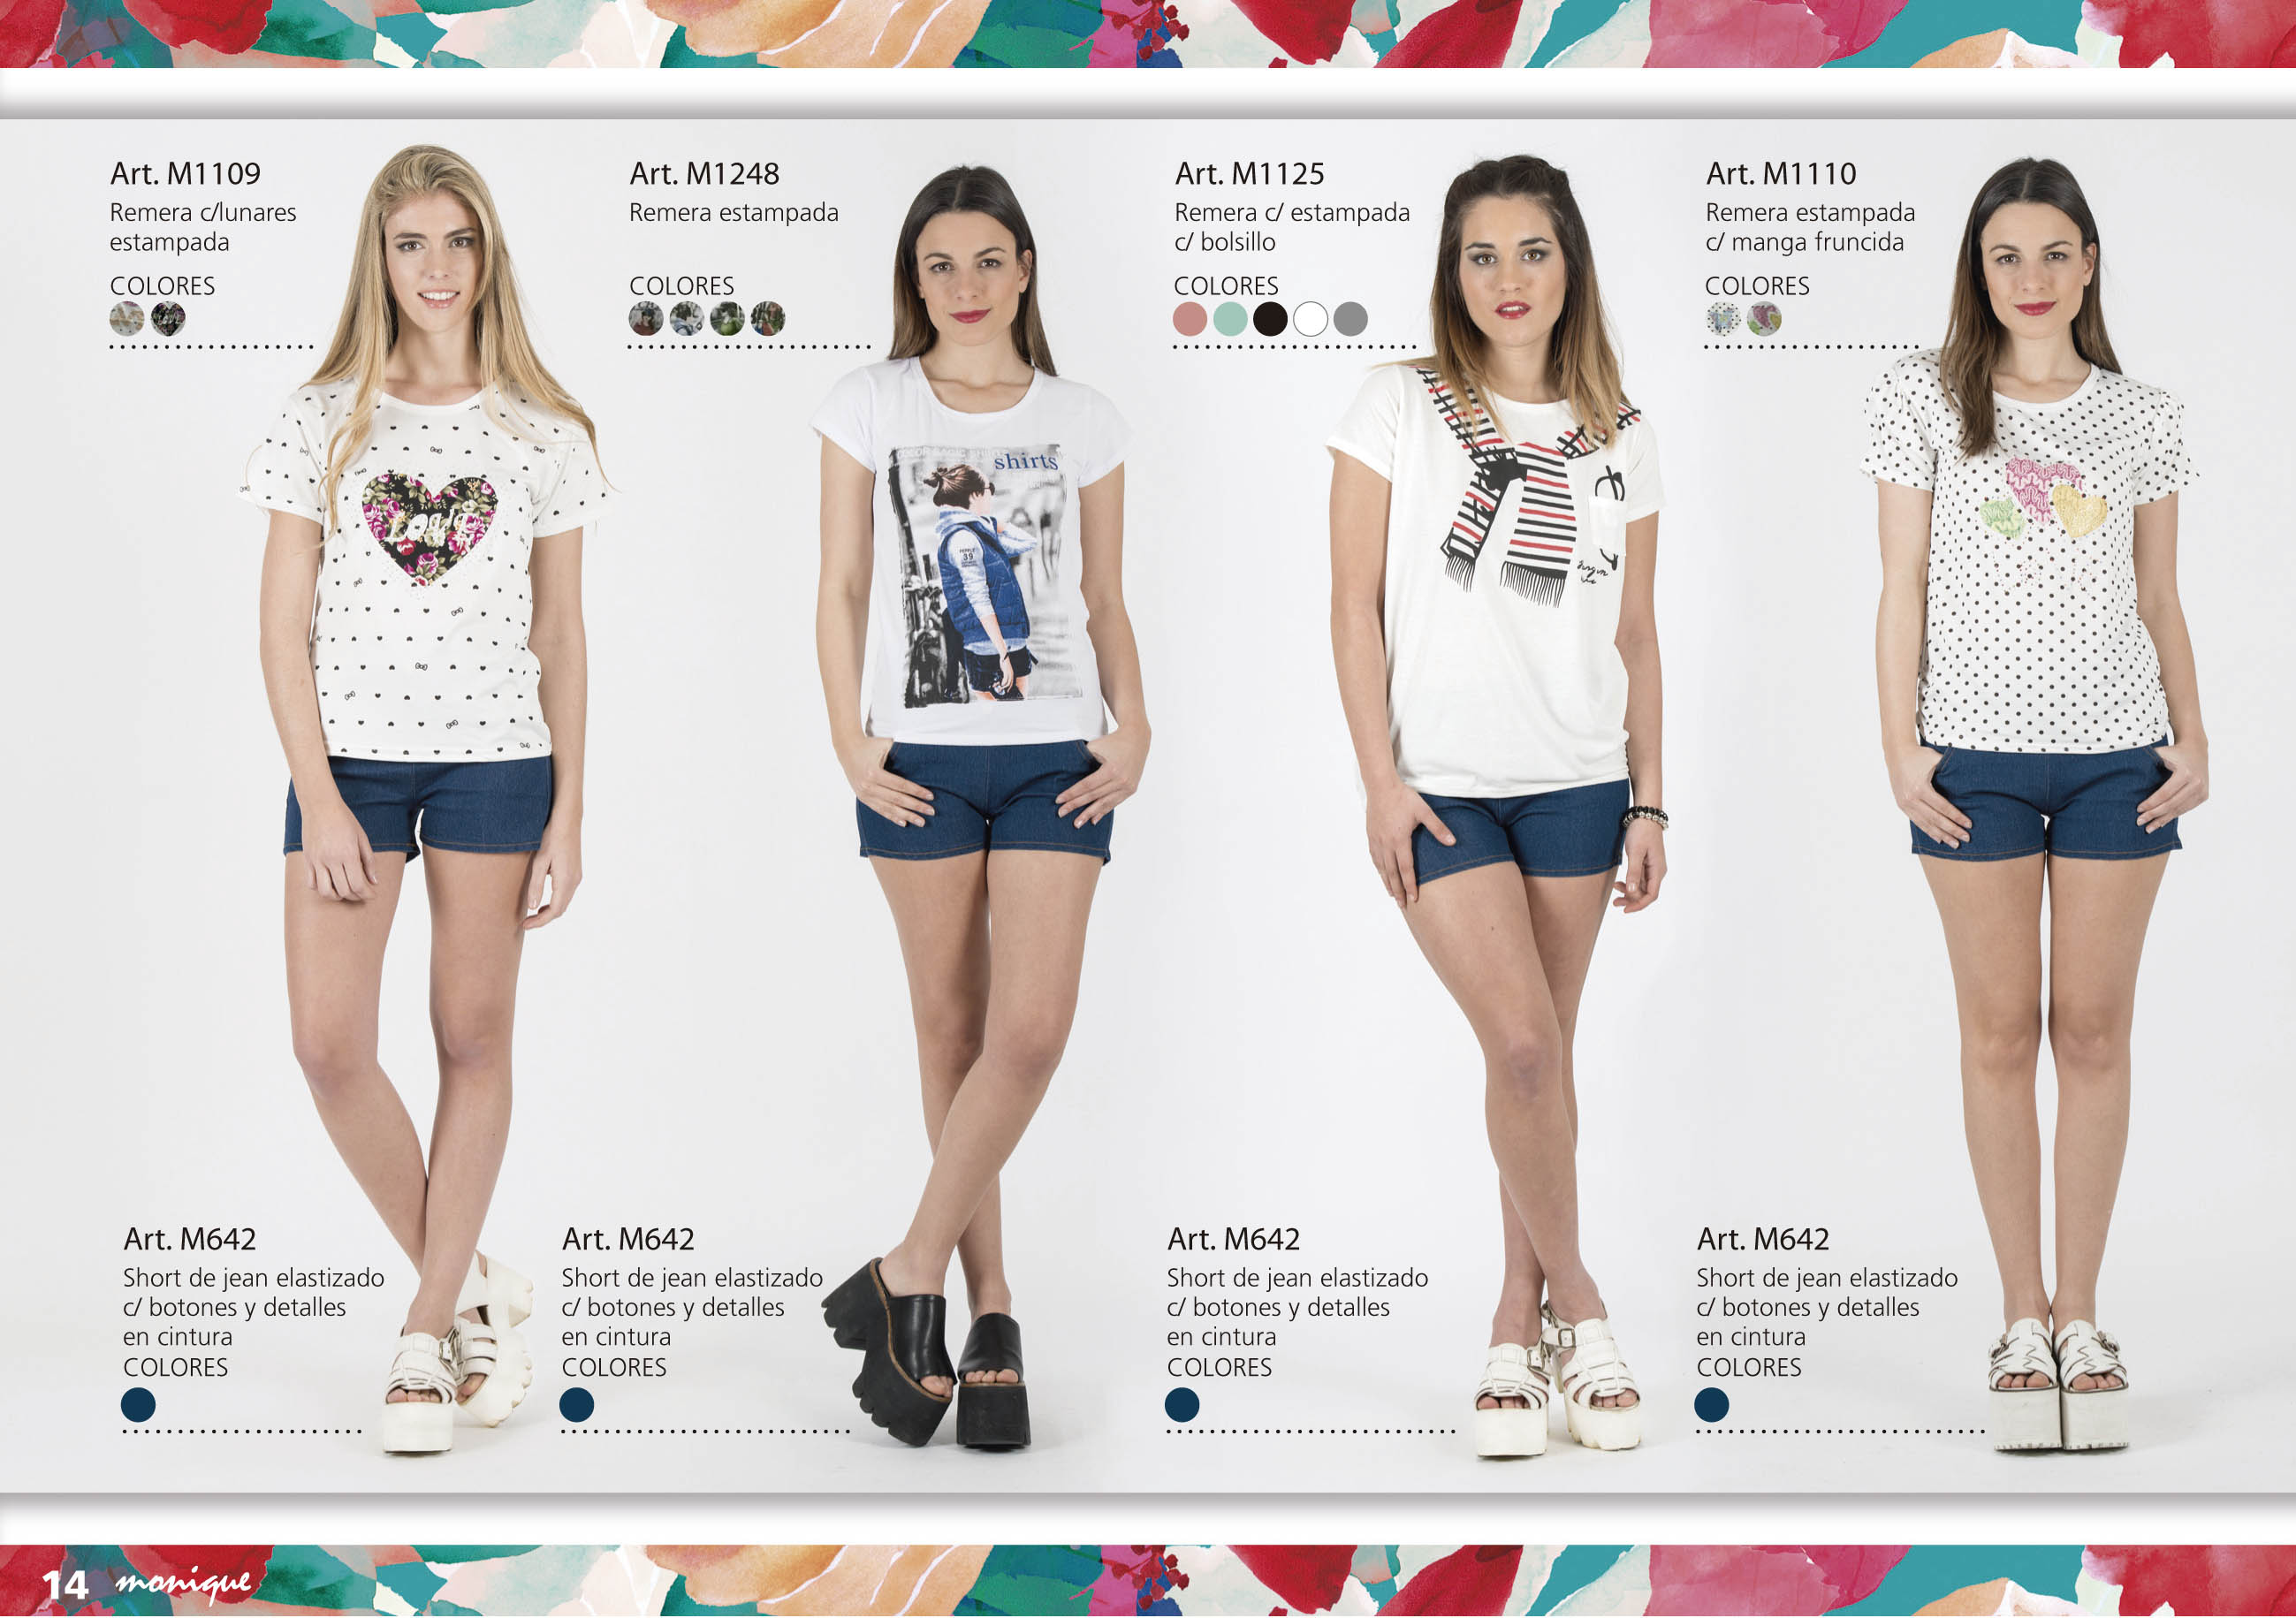 Art. M1109
Remera c/lunares
estampada
COLORES
Art. M1248
Remera estampada
COLORES
Art. M1125
Remera c/ estampada
c/ bolsillo
COLORES
Art. M1110
Remera estampada
c/ manga fruncida
COLORES
shirts
39
Art. M642
Short de jean elastizado
c/ botones y detalles
en cintura
COLORES
Art. M642
Short de jean elastizado
c/ botones y detalles
en cintura
COLORES
Art. M642
Short de jean elastizado
c/ botones y detalles
en cintura
COLORES
Art. M642
Short de jean elastizado
c/ botones y detalles
en cintura
COLORES
14 monique